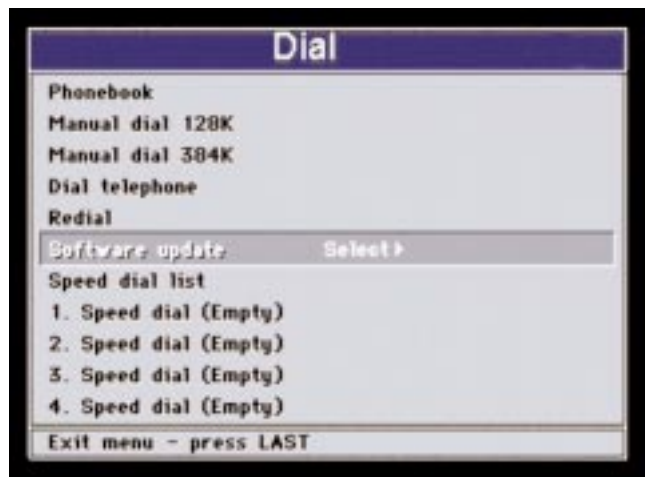 Dial
Phonebook
Manual dial 128K
Manual dial 384K
Dial telephone
Redial
Software update Select
Speed dial list
1. Speed dial (Empty)
2. Speed dial (Empty)
3. Speed dial (Empty)
4. Speed dial (Empty)
Exit menu - press LAST